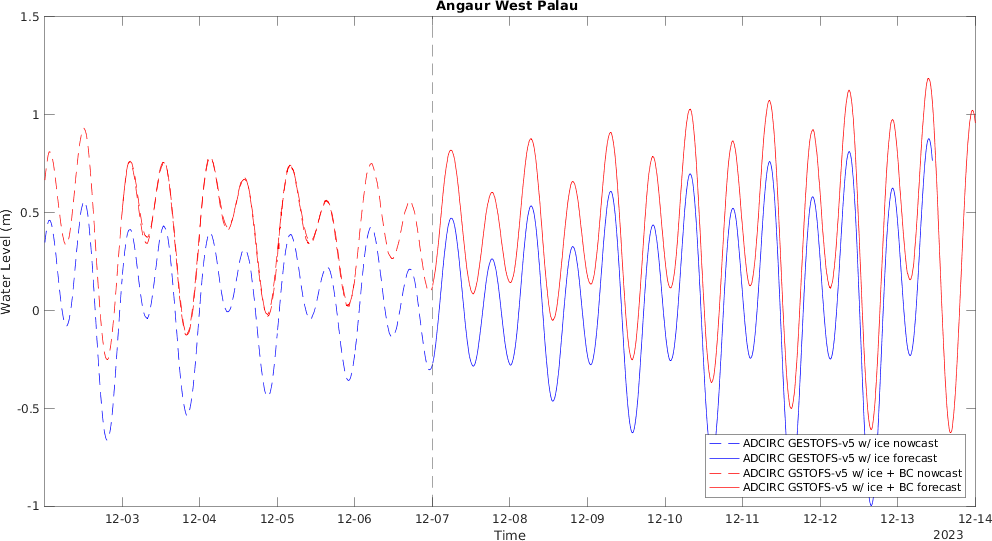 Angaur West Palau
1.5
1
0.5
0
-0.5
-1
Water Level (m)
ADCIRC GESTOFS-v5 w/ ice nowcast
ADCIRC GESTOFS-v5 w/ ice forecast
ADCIRC GSTOFS-v5 w/ ice + BC nowcast
ADCIRC GSTOFS-v5 w/ ice + BC forecast
12-03 12-04 12-05 12-06 12-07 12-08 12-09 12-10 12-11 12-12 12-13 12-14
Time
2023